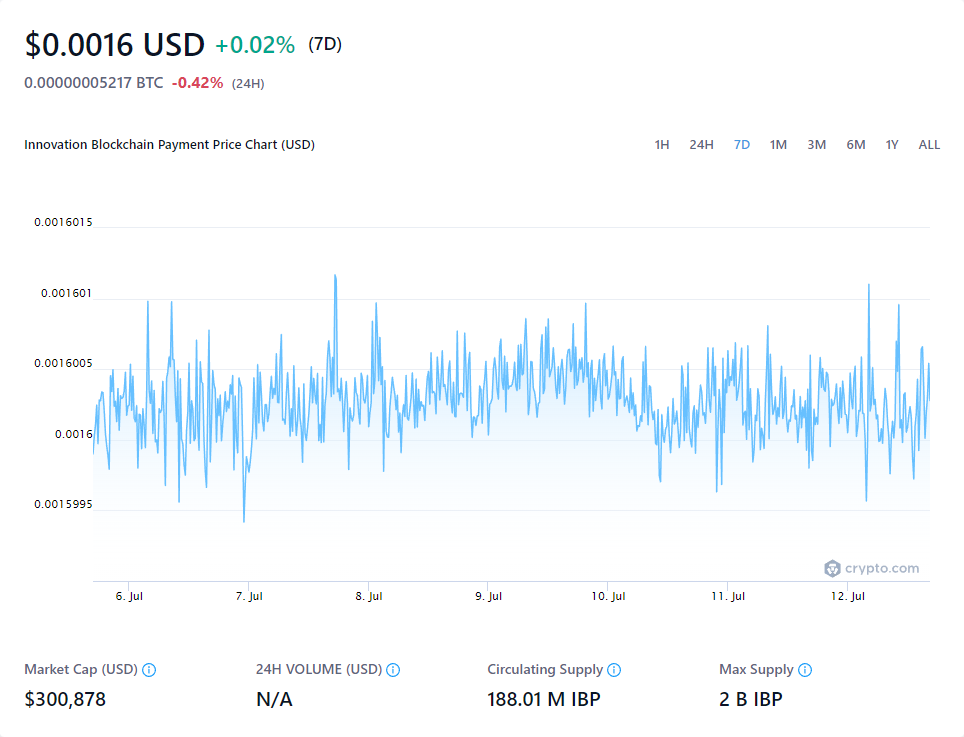 $0.0016 USD +0.02% (7D)
0.00000005217 BTC -0.42% (24H)
Innovation Blockchain Payment Price Chart (USD) 1H 24H 7D 1M 3M 6M 1Y ALL
0.0016015
0.001601
0.0016005
0.0016
0.0015995
crypto.com
6. Jul 7. Jul 8. Jul 9. Jul 10. Jul 11. Jul 12. Jul
Market Cap (USD) 24H VOLUME (USD) Circulating Supply Max Supply
$300,878 N/A 188.01 M IBP 2 B IBP